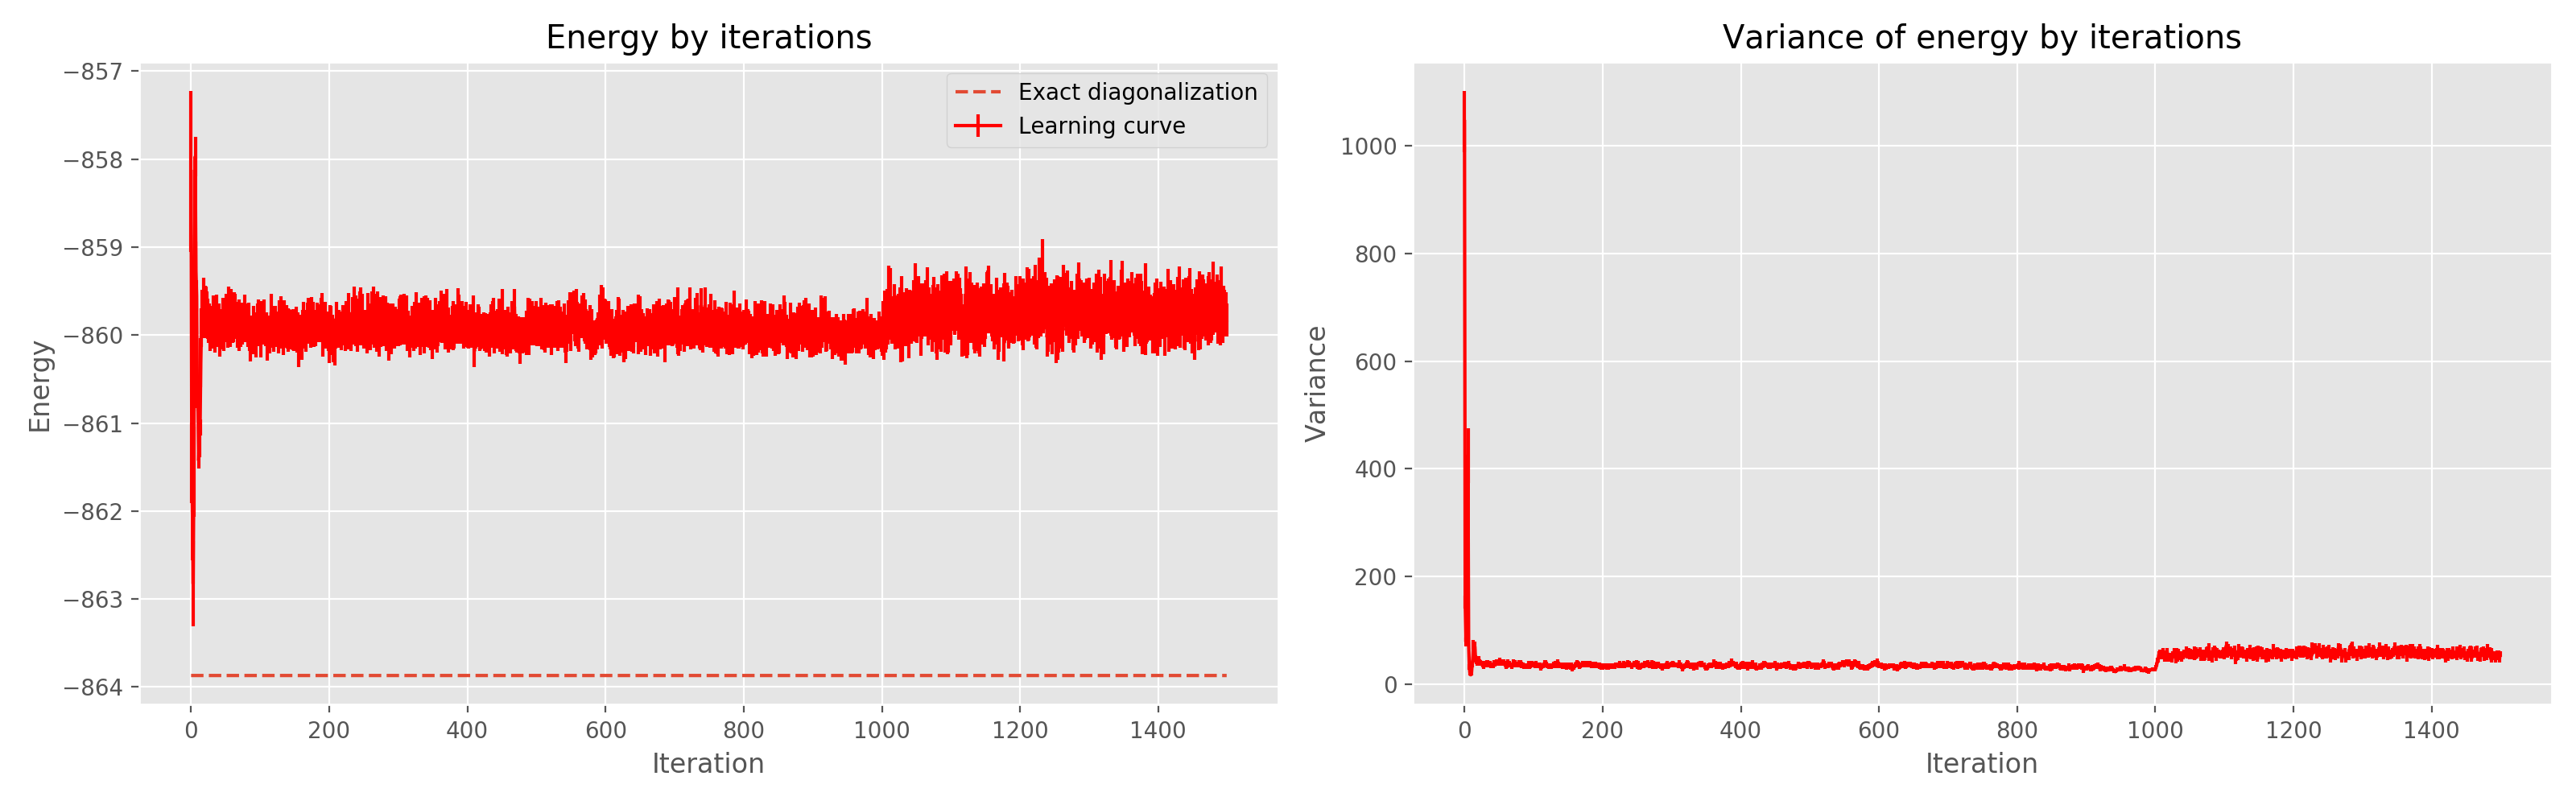 Energy by iterations
−857
−858
−859
−860
−861
−862
−863
−864
Energy
0 200 400 600 800 1000 1200 1400
Iteration
Exact diagonalization
Learning curve
Variance of energy by iterations
1000
800
600
400
200
0
Variance
0 200 400 600 800 1000 1200 1400
Iteration